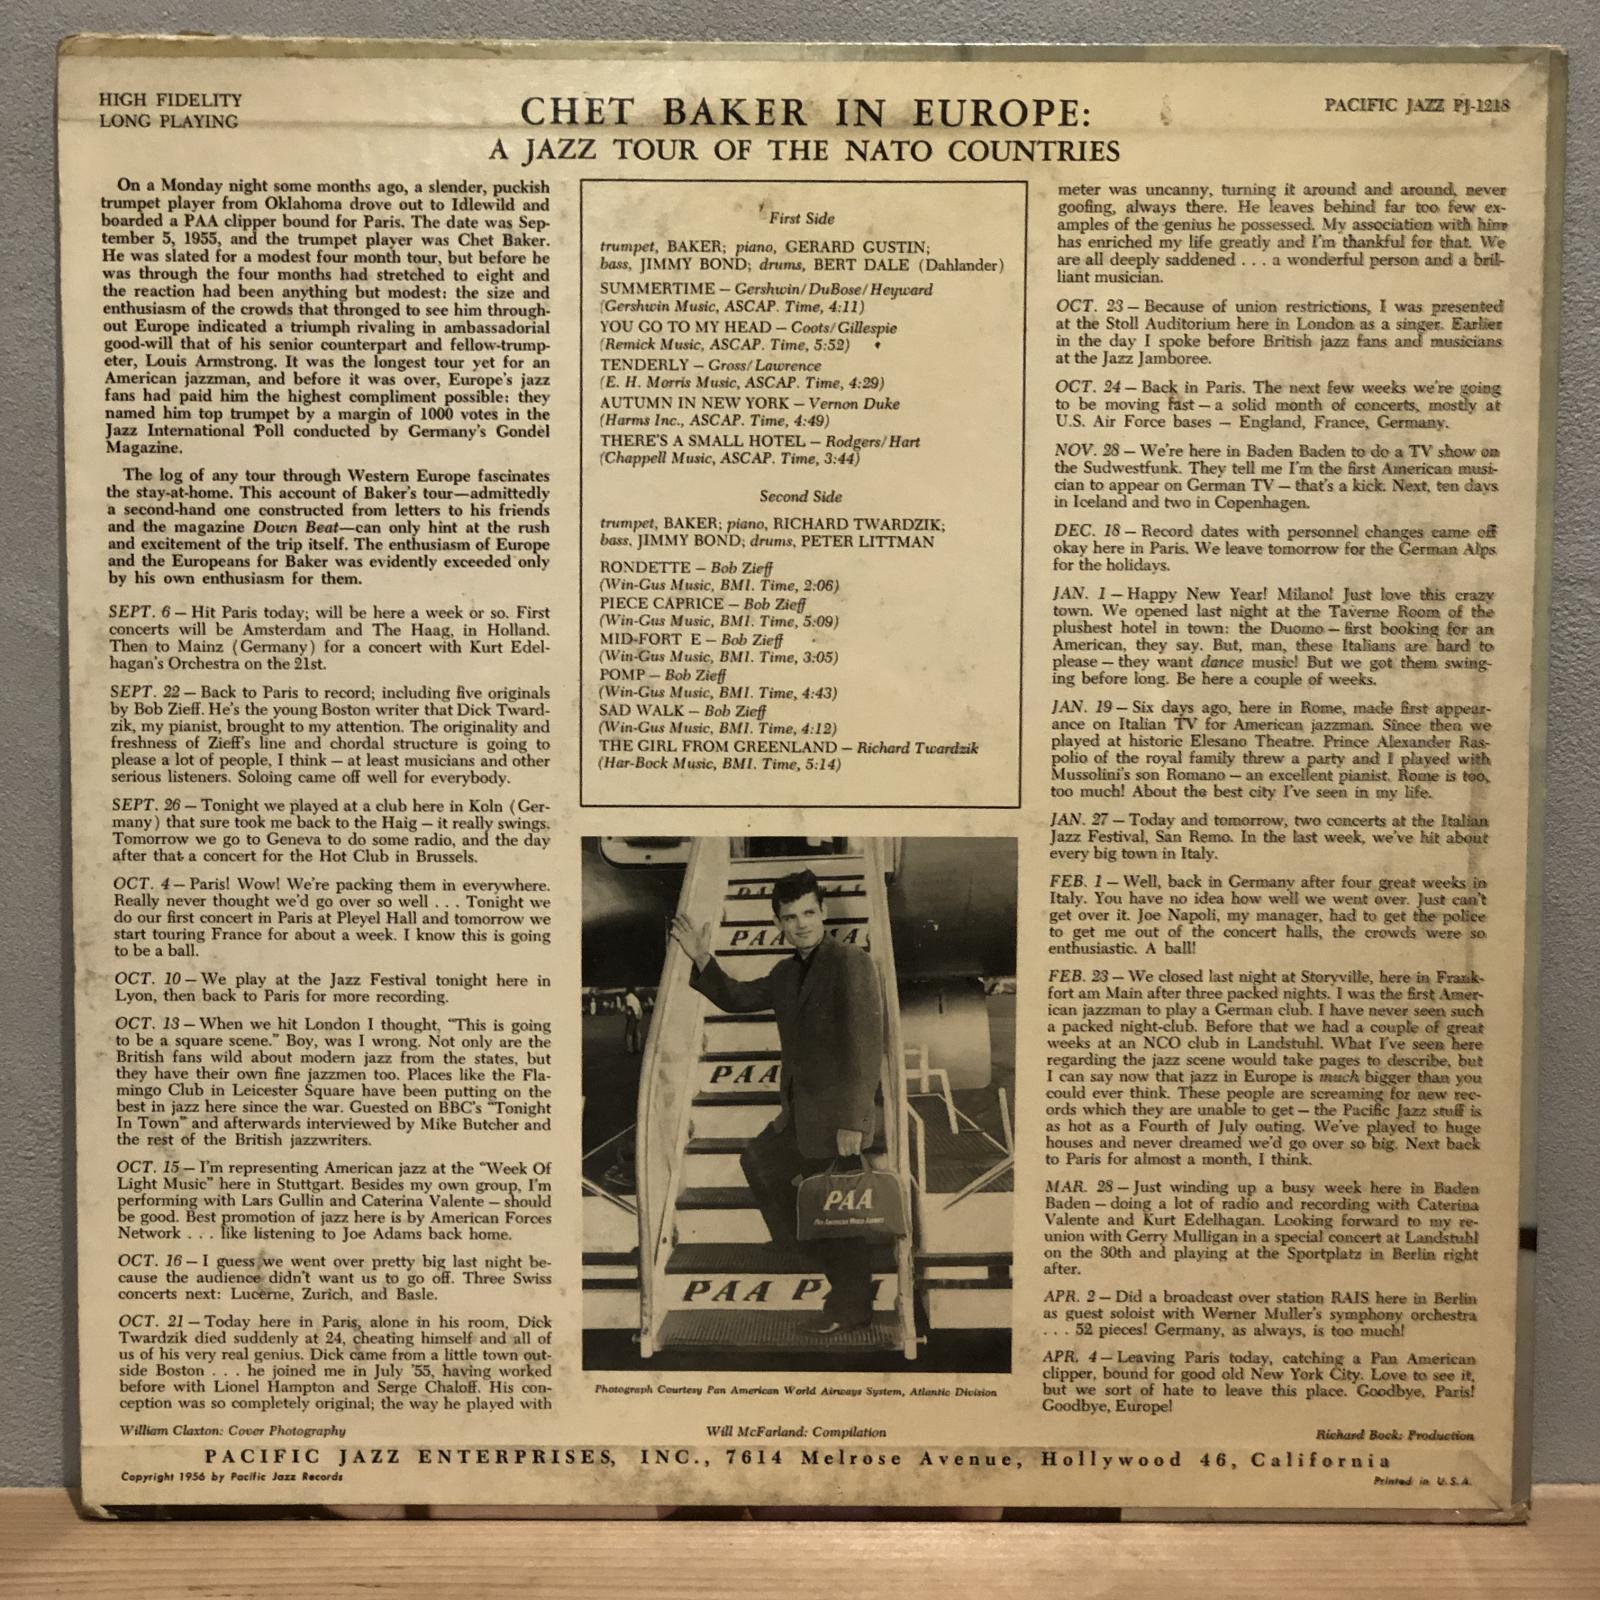 HIGH FIDELITY
LONG PLAYING
CHET BAKER IN EUROPE:
A JAZZ TOUR OF THE NATO COUNTRIES
PACIFIC JAZZ PJ-1218
On a Monday night some months ago, a slender, puckish
trumpet player from Oklahoma drove out to Idlewild and
boarded a PAA clipper bound for Paris. The date was Sep-
tember 5, 1955, and the trumpet player was Chet Baker.
He was slated for a modest four month tour, but before he
was through the four months had stretched to eight and
the reaction had been anything but modest: the size and
enthusiasm of the crowds that thronged to see him through-
out Europe indicated a triumph rivaling in ambassadorial
good-will that of his senior counterpart and fellow-trump-
eter, Louis Armstrong. It was the longest tour yet for an
American jazzman, and before it was over, Europe's jazz
fans had paid him the highest compliment possible: they
named him top trumpet by a margin of 1000 votes in the
Jazz International Poll conducted by Germany's Gondel
Magazine.
The log of any tour through Western Europe fascinates
the stay-at-home. This account of Baker's tour—admittedly
a second-hand one constructed from letters to his friends
and the magazine Down Beat—can only hint at the rush
and excitement of the trip itself. The enthusiasm of Europe
and the Europeans for Baker was evidently exceeded only
by his own enthusiasm for them.
SEPT. 6 – Hit Paris today; will be here a week or so. First
concerts will be Amsterdam and The Haag, in Holland.
Then to Mainz (Germany) for a concert with Kurt Edel-
hagan's Orchestra on the 21st.
SEPT. 22 – Back to Paris to record; including five originals
by Bob Zieff. He's the young Boston writer that Dick Tward-
zik, my pianist, brought to my attention. The originality and
freshness of Zieff's line and chordal structure is going to
please a lot of people, I think – at least musicians and other
serious listeners. Soloing came off well for everybody.
SEPT. 26 – Tonight we played at a club here in Koln (Ger-
many) that sure took me back to the Haig – it really swings.
Tomorrow we go to Geneva to do some radio, and the day
after that a concert for the Hot Club in Brussels.
OCT. 4 – Paris! Wow! We're packing them in everywhere.
Really never thought we'd go over so well . . . Tonight we
do our first concert in Paris at Pleyel Hall and tomorrow we
start touring France for about a week. I know this is going
to be a ball.
OCT. 10 – We play at the Jazz Festival tonight here in
Lyon, then back to Paris for more recording.
OCT. 13 – When we hit London I thought, "This is going
to be a square scene." Boy, was I wrong. Not only are the
British fans wild about modern jazz from the states, but
they have their own fine jazzmen too. Places like the Fla-
mingo Club in Leicester Square have been putting on the
best in jazz here since the war. Guested on BBC's "Tonight
In Town" and afterwards interviewed by Mike Butcher and
the rest of the British jazzwriters.
OCT. 15 – I'm representing American jazz at the "Week Of
Light Music" here in Stuttgart. Besides my own group, I'm
performing with Lars Gullin and Caterina Valente – should
be good. Best promotion of jazz here is by American Forces
Network . . . like listening to Joe Adams back home.
OCT. 16 – I guess we went over pretty big last night be-
cause the audience didn't want us to go off. Three Swiss
concerts next: Lucerne, Zurich, and Basle.
OCT. 21 – Today here in Paris, alone in his room, Dick
Twardzik died suddenly at 24, cheating himself and all of
us of his very real genius. Dick came from a little town out-
side Boston . . . he joined me in July '55, having worked
before with Lionel Hampton and Serge Chaloff. His con-
ception was so completely original; the way he played with
First Side
trumpet, BAKER; piano, GERARD GUSTIN;
bass, JIMMY BOND; drums, BERT DALE (Dahlander)
SUMMERTIME – Gershwin/DuBose/Heyward
(Gershwin Music, ASCAP. Time, 4:11)
YOU GO TO MY HEAD – Coots/Gillespie
(Remick Music, ASCAP. Time, 5:52)
TENDERLY – Gross/Lawrence
(E. H. Morris Music, ASCAP. Time, 4:29)
AUTUMN IN NEW YORK – Vernon Duke
(Harms Inc., ASCAP. Time, 4:49)
THERE'S A SMALL HOTEL – Rodgers/Hart
(Chappell Music, ASCAP. Time, 3:44)
Second Side
trumpet, BAKER; piano, RICHARD TWARDZIK;
bass, JIMMY BOND; drums, PETER LITTMAN
RONDETTE – Bob Zieff
(Win-Gus Music, BMI. Time, 2:06)
PIECE CAPRICE – Bob Zieff
(Win-Gus Music, BMI. Time, 5:09)
MID-FORT E – Bob Zieff
(Win-Gus Music, BMI. Time, 3:05)
POMP – Bob Zieff
(Win-Gus Music, BMI. Time, 4:43)
SAD WALK – Bob Zieff
(Win-Gus Music, BMI. Time, 4:12)
THE GIRL FROM GREENLAND – Richard Twardzik
(Har-Bock Music, BMI. Time, 5:14)
PAA
PAA
PAA
PAN AMERICAN WORLD AIRWAYS
PAA
Photograph Courtesy Pan American World Airways System, Atlantic Division
meter was uncanny, turning it around and around, never
goofing, always there. He leaves behind far too few ex-
amples of the genius he possessed. My association with him
has enriched my life greatly and I'm thankful for that. We
are all deeply saddened . . . a wonderful person and a bril-
liant musician.
OCT. 23 – Because of union restrictions, I was presented
at the Stoll Auditorium here in London as a singer. Earlier
in the day I spoke before British jazz fans and musicians
at the Jazz Jamboree.
OCT. 24 – Back in Paris. The next few weeks we're going
to be moving fast – a solid month of concerts, mostly at
U.S. Air Force bases – England, France, Germany.
NOV. 28 – We're here in Baden Baden to do a TV show on
the Sudwestfunk. They tell me I'm the first American musi-
cian to appear on German TV – that's a kick. Next, ten days
in Iceland and two in Copenhagen.
DEC. 18 – Record dates with personnel changes came off
okay here in Paris. We leave tomorrow for the German Alps
for the holidays.
JAN. 1 – Happy New Year! Milano! Just love this crazy
town. We opened last night at the Taverne Room of the
plushest hotel in town: the Duomo – first booking for an
American, they say. But, man, these Italians are hard to
please – they want dance music! But we got them swing-
ing before long. Be here a couple of weeks.
JAN. 19 – Six days ago, here in Rome, made first appear-
ance on Italian TV for American jazzman. Since then we
played at historic Elesano Theatre. Prince Alexander Ras-
polio of the royal family threw a party and I played with
Mussolini's son Romano – an excellent pianist. Rome is too,
too much! About the best city I've seen in my life.
JAN. 27 – Today and tomorrow, two concerts at the Italian
Jazz Festival, San Remo. In the last week, we've hit about
every big town in Italy.
FEB. 1 – Well, back in Germany after four great weeks in
Italy. You have no idea how well we went over. Just can't
get over it. Joe Napoli, my manager, had to get the police
to get me out of the concert halls, the crowds were so
enthusiastic. A ball!
FEB. 23 – We closed last night at Storyville, here in Frank-
fort am Main after three packed nights. I was the first Amer-
ican jazzman to play a German club. I have never seen such
a packed night-club. Before that we had a couple of great
weeks at an NCO club in Landstuhl. What I've seen here
regarding the jazz scene would take pages to describe, but
I can say now that jazz in Europe is much bigger than you
could ever think. These people are screaming for new rec-
ords which they are unable to get – the Pacific Jazz stuff is
as hot as a Fourth of July outing. We've played to huge
houses and never dreamed we'd go over so big. Next back
to Paris for almost a month, I think.
MAR. 28 – Just winding up a busy week here in Baden
Baden – doing a lot of radio and recording with Caterina
Valente and Kurt Edelhagan. Looking forward to my re-
union with Gerry Mulligan in a special concert at Landstuhl
on the 30th and playing at the Sportplatz in Berlin right
after.
APR. 2 – Did a broadcast over station RAIS here in Berlin
as guest soloist with Werner Muller's symphony orchestra
. . . 52 pieces! Germany, as always, is too much!
APR. 4 – Leaving Paris today, catching a Pan American
clipper, bound for good old New York City. Love to see it,
but we sort of hate to leave this place. Goodbye, Paris!
Goodbye, Europe!
William Claxton: Cover Photography
Will McFarland: Compilation
Richard Bock: Production
PACIFIC JAZZ ENTERPRISES, INC., 7614 Melrose Avenue, Hollywood 46, California
Copyright 1956 by Pacific Jazz Records
Printed in U.S.A.